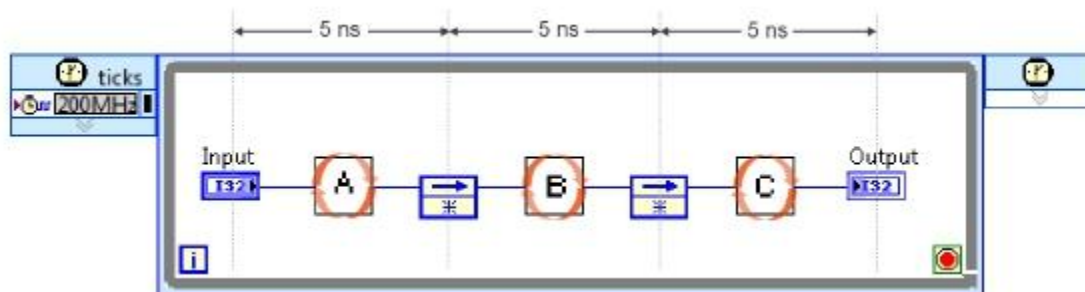 5 ns 5 ns 5 ns
ticks
200MHz
Input Output
I32 A B C I32
i